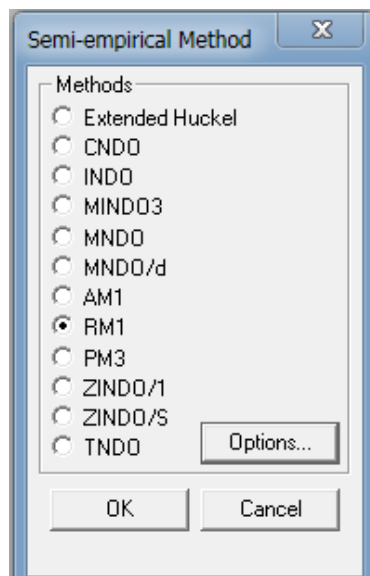 Semi-empirical Method
Methods
Extended Huckel
CNDO
INDO
MINDO3
MNDO
MNDO/d
AM1
RM1
PM3
ZINDO/1
ZINDO/S
TNDO
Options...
OK
Cancel